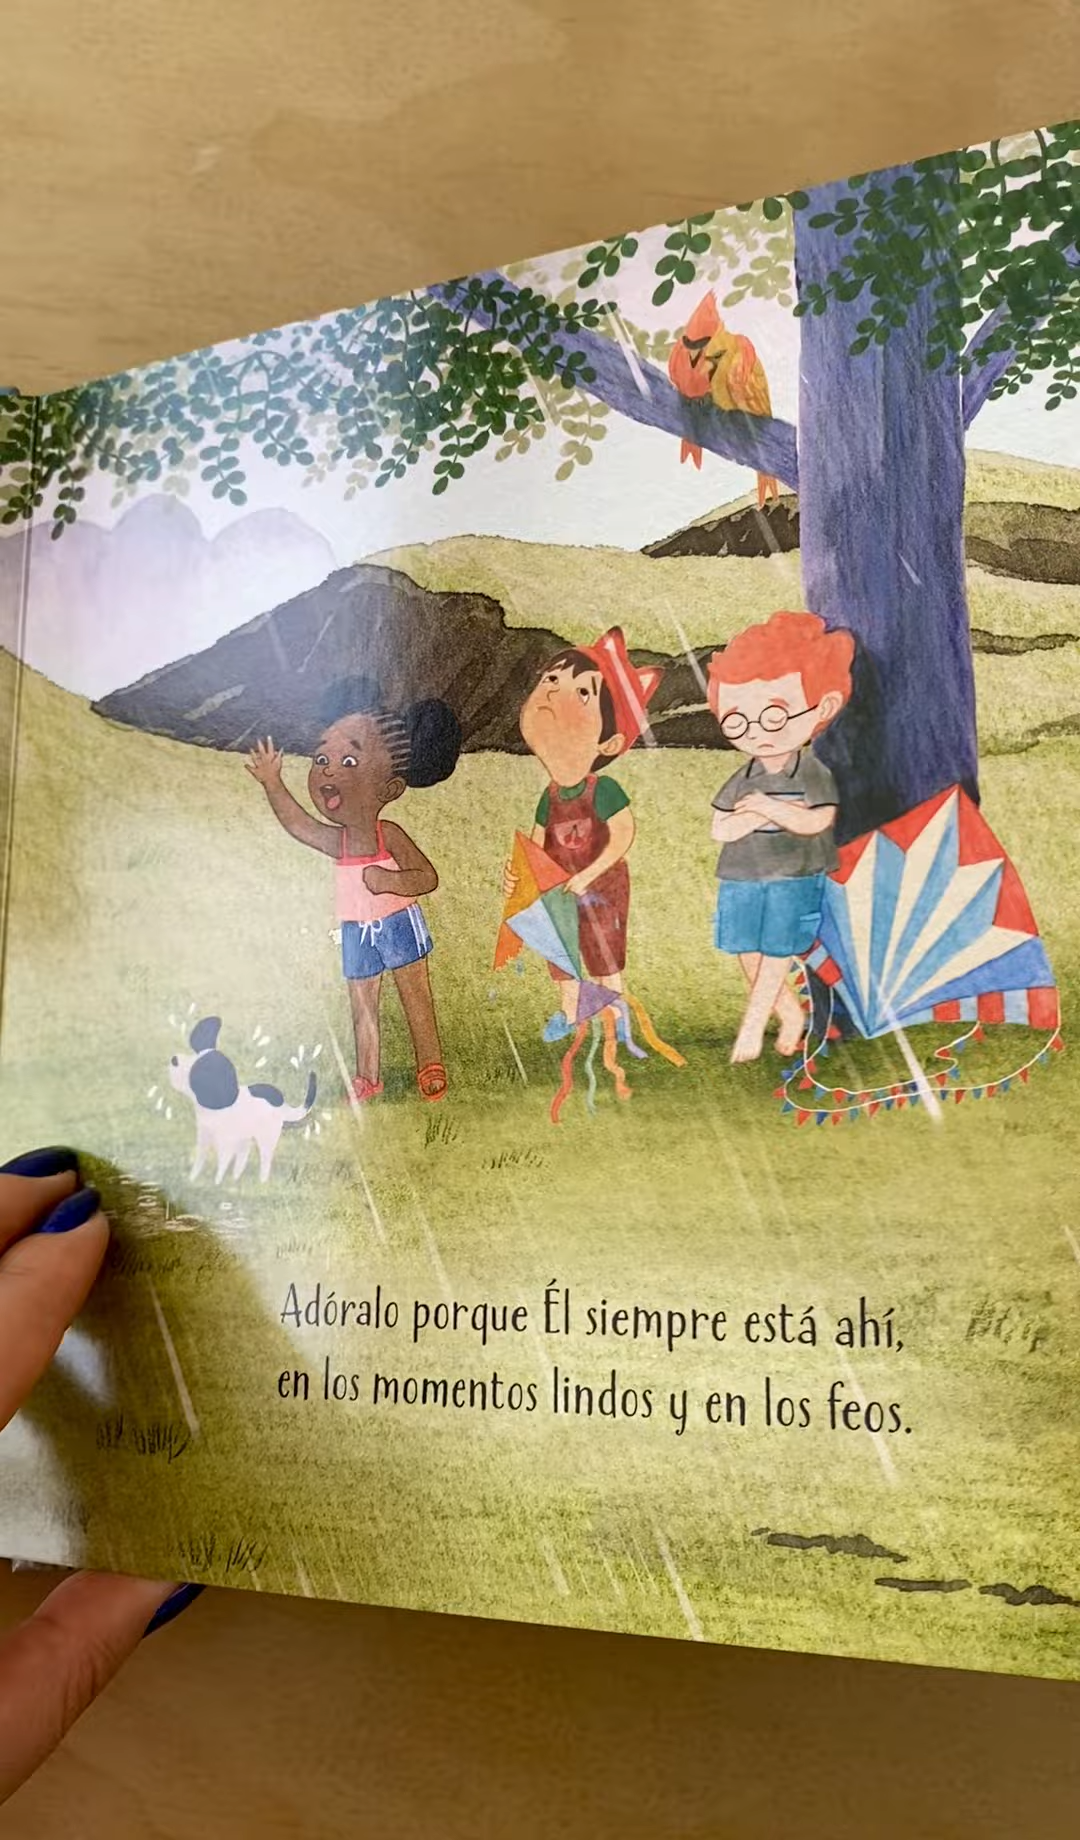 Adóralo porque Él siempre está ahí,
en los momentos lindos y en los feos.